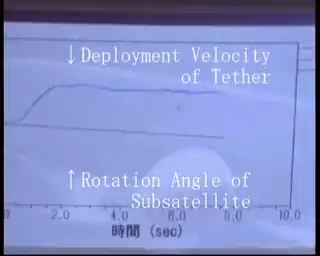 ↓Deployment Velocity
of Tether
↑Rotation Angle of
Subsatellite
0 2.0 4.0 6.0 8.0 10.0
時間 (sec)